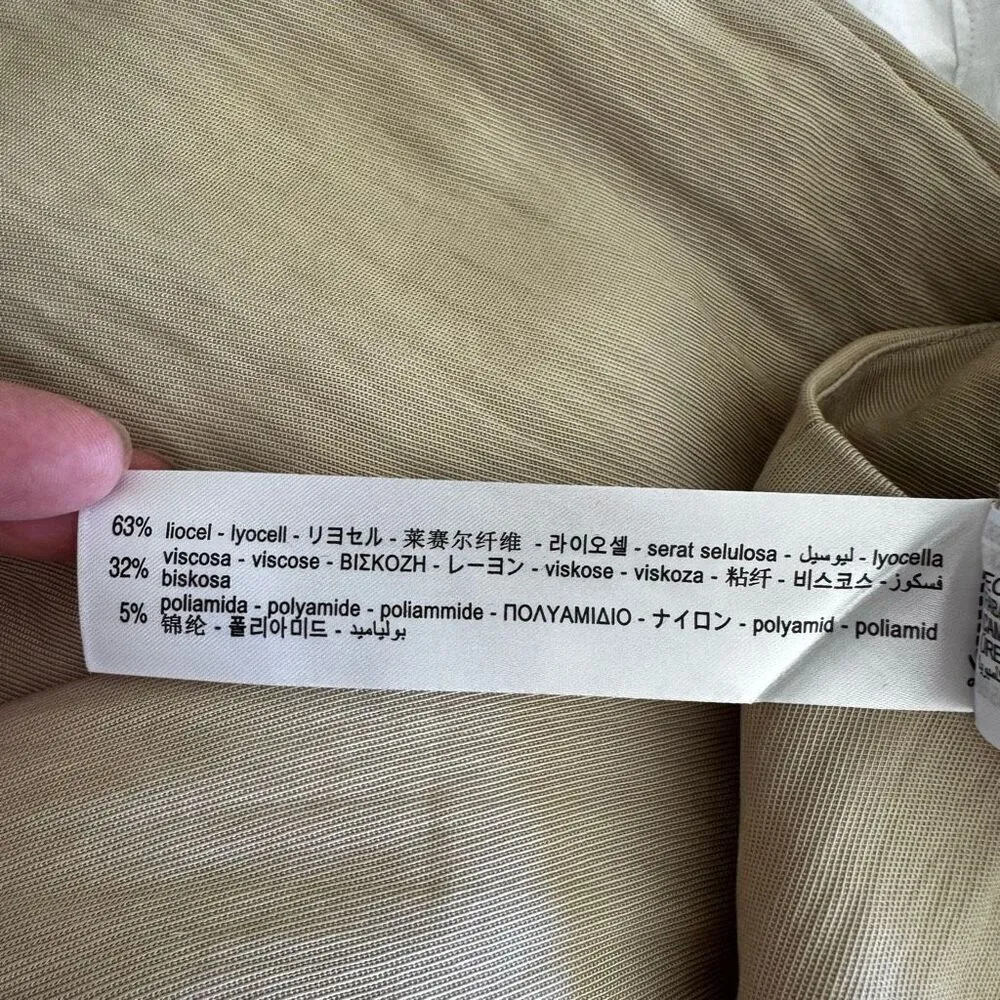 63% liocel - lyocell - リヨセル - 莱赛尔纤维 - 라이오셀 - serat selulosa - ليوسيل - lyocella
32% viscosa - viscose - ΒΙΣΚΟΖΗ - レーヨン - viskose - viskoza - 粘纤 - 비스코스 - فسكوز
biskosa
5% poliamida - polyamide - poliammide - ΠΟΛΥΑΜΙΔΙΟ - ナイロン - polyamid - poliamid
锦纶 - 폴리아미드 - بولياميد